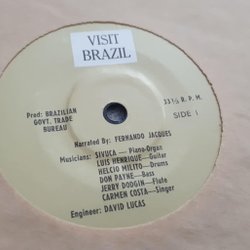 VISIT
BRAZIL
Prod: BRAZILIAN
GOVT. TRADE
BUREAU
33⅓ R. P. M.
SIDE 1
Narrated By: FERNANDO JACQUES
Musicians: SIVUCA — Piano-Organ
LUIS HENRIQUE—Guitar
HELCIO MILITO—Drums
DON PAYNE—Bass
JERRY DODGIN—Flute
CARMEN COSTA—Singer
Engineer: DAVID LUCAS